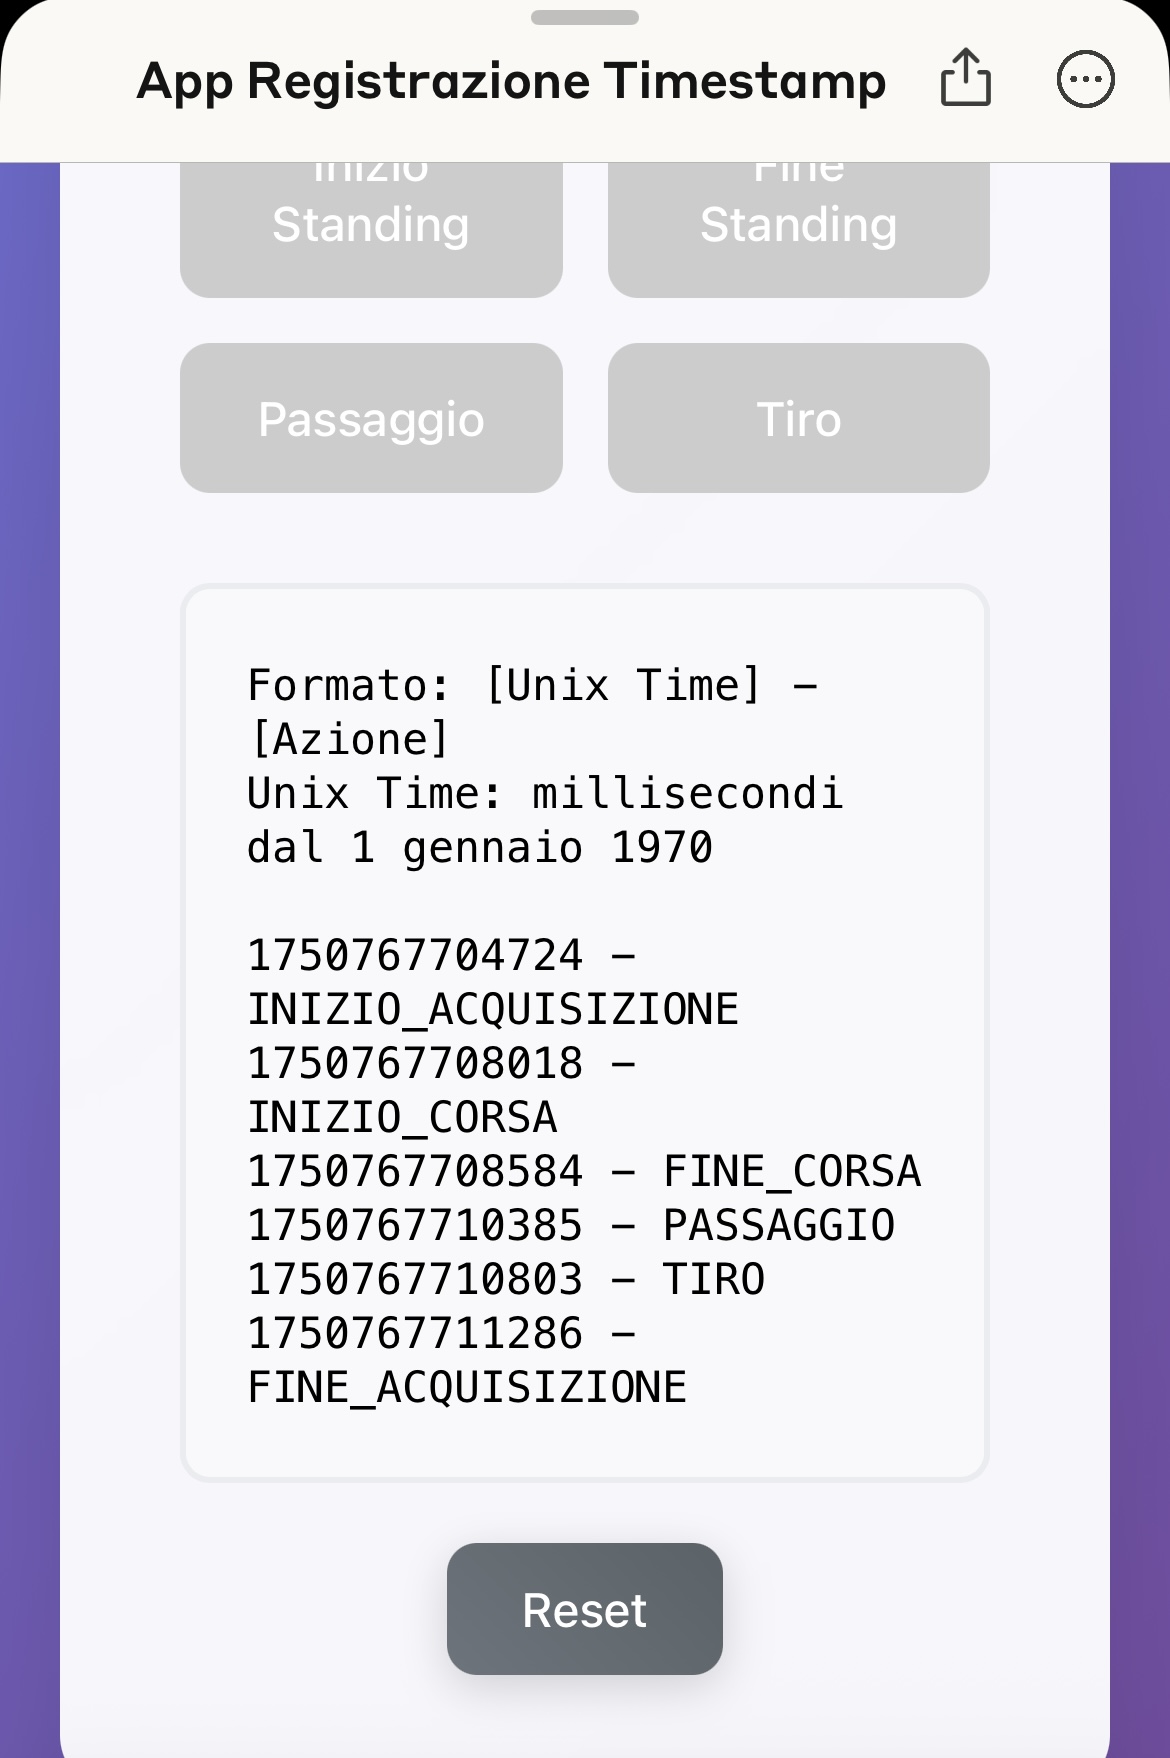 App Registrazione Timestamp
Inizio Fine
Standing Standing
Passaggio Tiro
Formato: [Unix Time] –
[Azione]
Unix Time: millisecondi
dal 1 gennaio 1970
1750767704724 –
INIZIO_ACQUISIZIONE
1750767708018 –
INIZIO_CORSA
1750767708584 – FINE_CORSA
1750767710385 – PASSAGGIO
1750767710803 – TIRO
1750767711286 –
FINE_ACQUISIZIONE
Reset